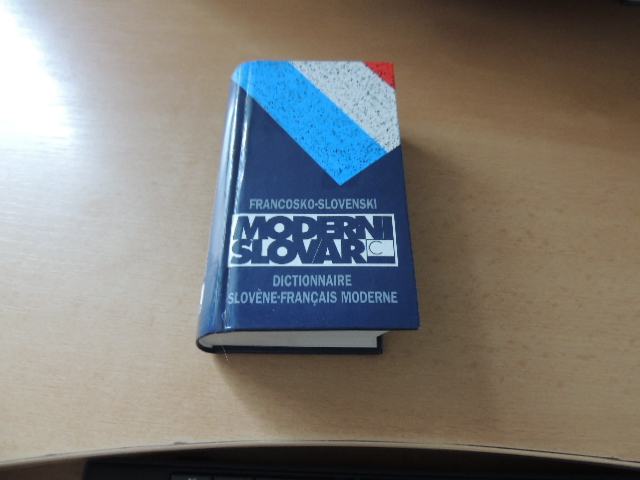 FRANCOSKO-SLOVENSKI
MODERNI
SLOVAR C
DICTIONNAIRE
SLOVÈNE-FRANÇAIS MODERNE